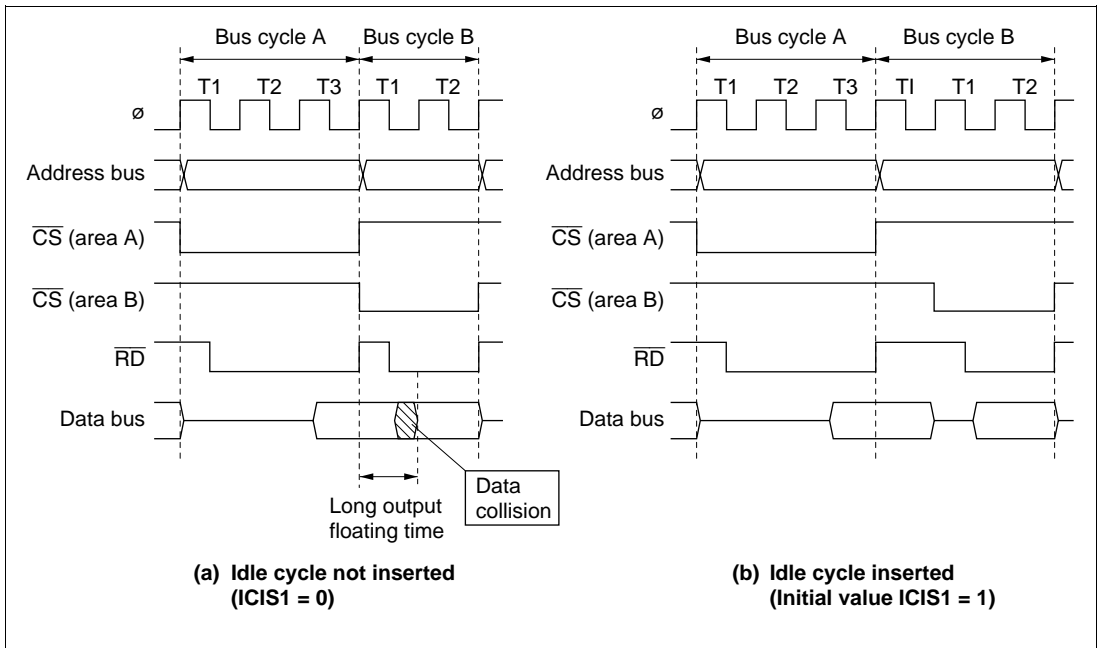 Bus cycle A
Bus cycle B
T1 T2 T3 T1 T2
ø
Address bus
CS (area A)
CS (area B)
RD
Data bus
Long output
floating time
Data
collision
(a) Idle cycle not inserted
(ICIS1 = 0)
Bus cycle A
Bus cycle B
T1 T2 T3 TI T1 T2
ø
Address bus
CS (area A)
CS (area B)
RD
Data bus
(b) Idle cycle inserted
(Initial value ICIS1 = 1)